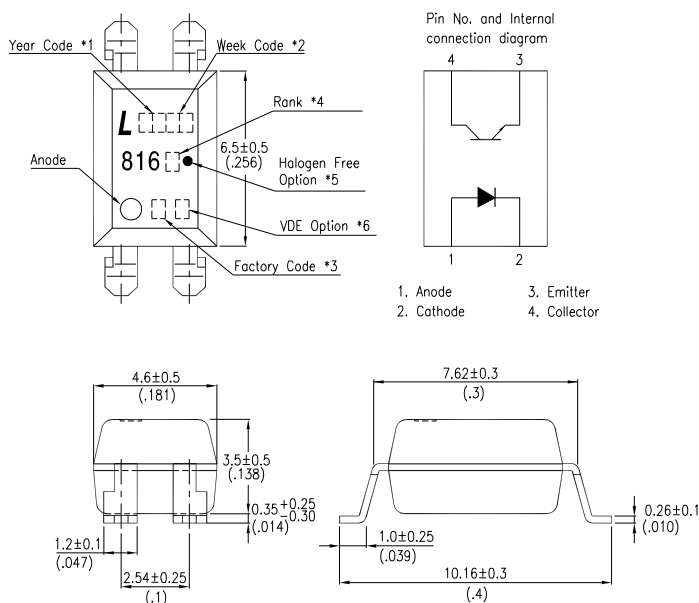 Pin No. and Internal
connection diagram
Year Code *1
Week Code *2
4
3
L
Rank *4
816
6.5±0.5
(.256)
Anode
Halogen Free
Option *5
VDE Option *6
Factory Code *3
1
2
1. Anode
3. Emitter
2. Cathode
4. Collector
4.6±0.5
(.181)
7.62±0.3
(.3)
3.5±0.5
(.138)
0.35+0.25
-0.30
(.014)
0.26±0.1
(.010)
1.2±0.1
(.047)
1.0±0.25
(.039)
2.54±0.25
(.1)
10.16±0.3
(.4)